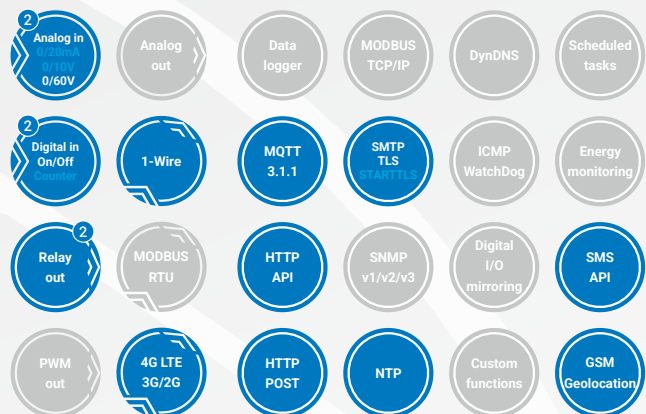 2
Analog in
0/20mA
0/10V
0/60V
Analog
out
Data
logger
MODBUS
TCP/IP
DynDNS
Scheduled
tasks
2
Digital in
On/Off
Counter
1-Wire
MQTT
3.1.1
SMTP
TLS
STARTTLS
ICMP
WatchDog
Energy
monitoring
2
Relay
out
MODBUS
RTU
HTTP
API
SNMP
v1/v2/v3
Digital
I/O
mirroring
SMS
API
PWM
out
4G LTE
3G/2G
HTTP
POST
NTP
Custom
functions
GSM
Geolocation